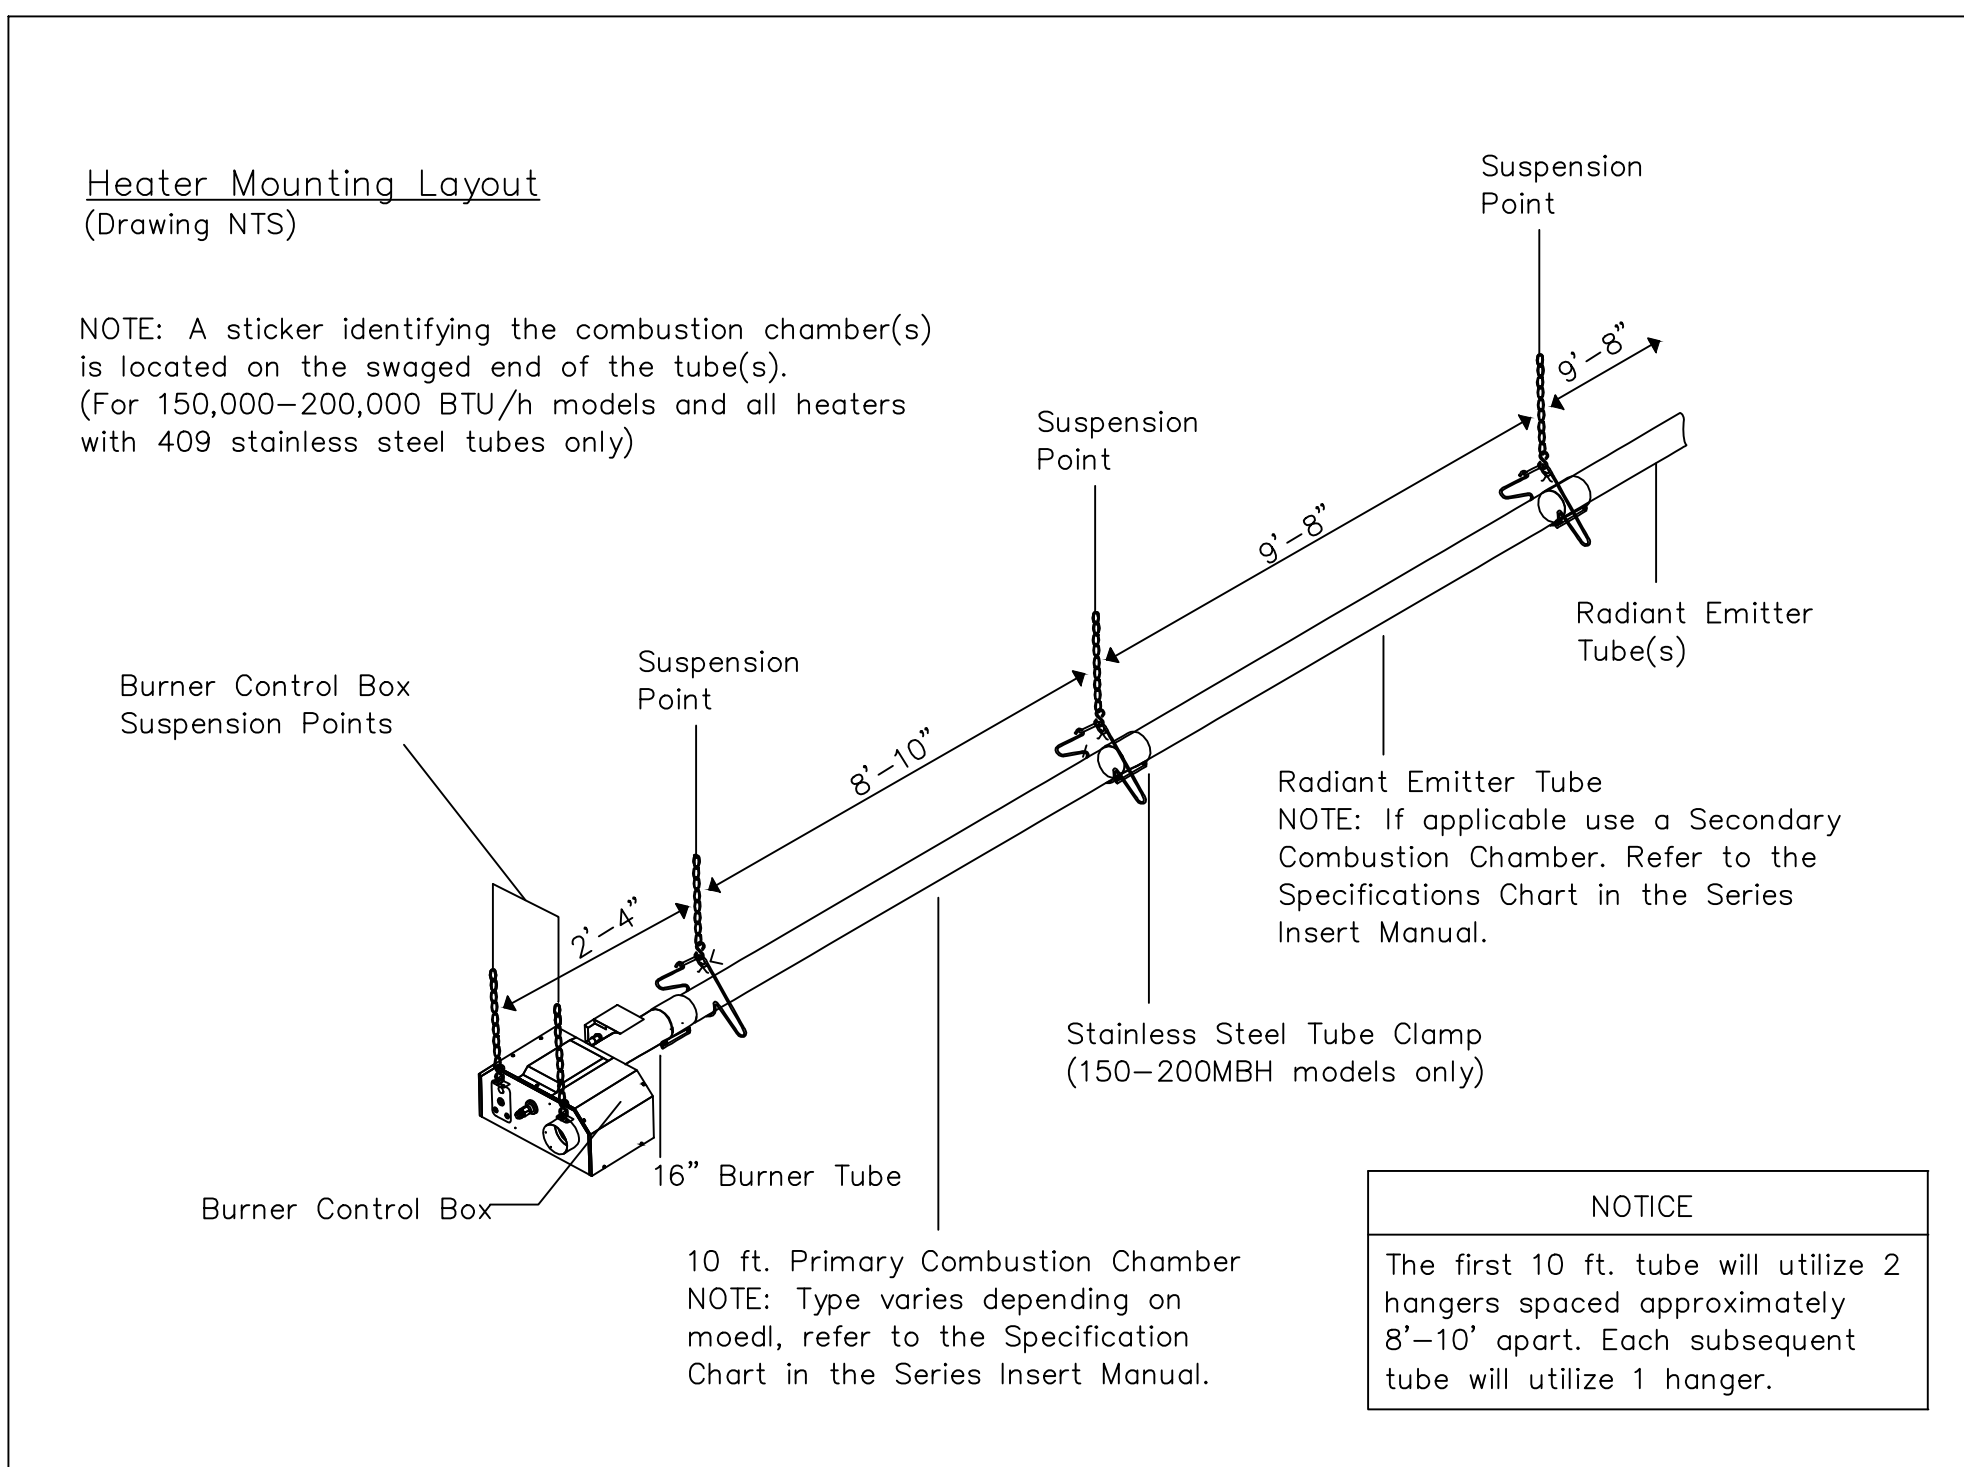 Heater Mounting Layout
(Drawing NTS)
NOTE: A sticker identifying the combustion chamber(s)
is located on the swaged end of the tube(s).
(For 150,000-200,000 BTU/h models and all heaters
with 409 stainless steel tubes only)
Suspension
Point
9'-8"
Suspension
Point
9'-8"
Radiant Emitter
Tube(s)
Suspension
Point
Burner Control Box
Suspension Points
8'-10"
Radiant Emitter Tube
NOTE: If applicable use a Secondary
Combustion Chamber. Refer to the
Specifications Chart in the Series
Insert Manual.
2'-4"
Stainless Steel Tube Clamp
(150-200MBH models only)
16" Burner Tube
Burner Control Box
10 ft. Primary Combustion Chamber
NOTE: Type varies depending on
moedl, refer to the Specification
Chart in the Series Insert Manual.
NOTICE
The first 10 ft. tube will utilize 2
hangers spaced approximately
8'-10' apart. Each subsequent
tube will utilize 1 hanger.